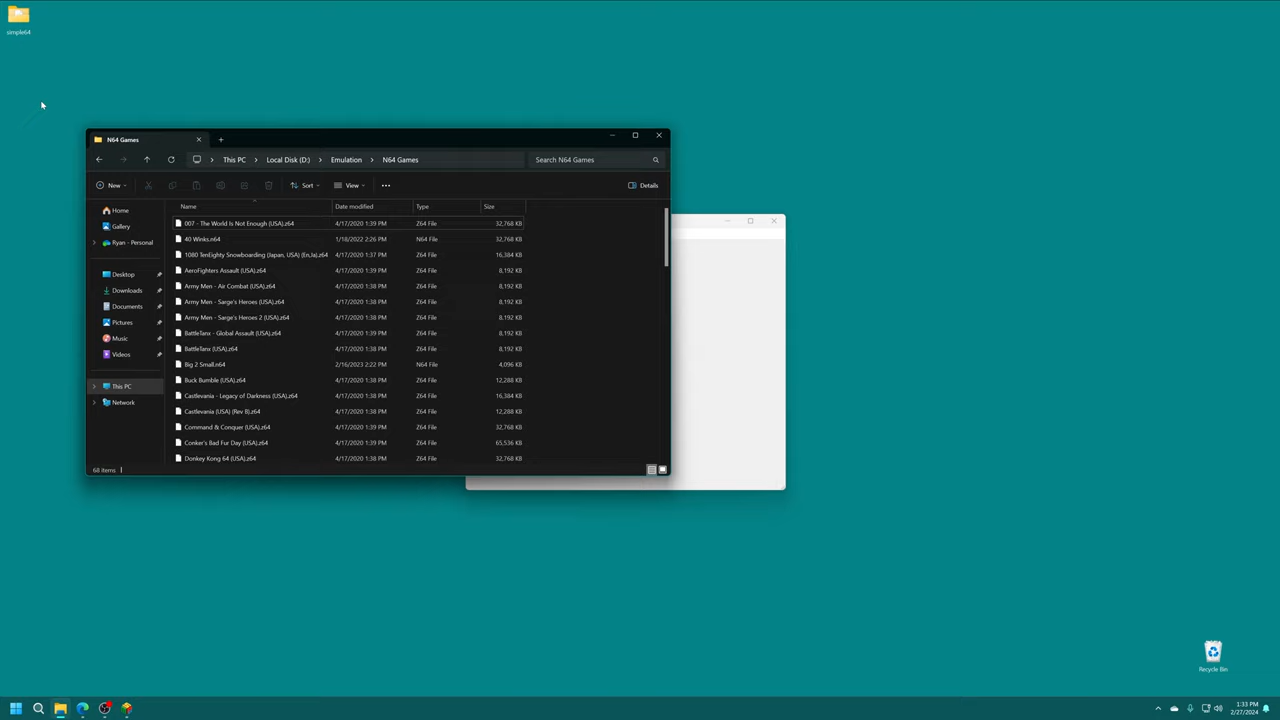 simple64
N64 Games
This PC > Local Disk (D:) > Emulation > N64 Games
Search N64 Games
New
Sort
View
Details
Name Date modified Type Size
Home
Gallery
Ryan - Personal
Desktop
Downloads
Documents
Pictures
Music
Videos
This PC
Network
007 - The World Is Not Enough (USA).z64 4/17/2020 1:39 PM Z64 File 32,768 KB
40 Winks.n64 1/18/2022 2:26 PM N64 File 32,768 KB
1080 TenEighty Snowboarding (Japan, USA) (En,Ja).z64 4/17/2020 1:37 PM Z64 File 16,384 KB
AeroFighters Assault (USA).z64 4/17/2020 1:39 PM Z64 File 8,192 KB
Army Men - Air Combat (USA).z64 4/17/2020 1:38 PM Z64 File 8,192 KB
Army Men - Sarge's Heroes (USA).z64 4/17/2020 1:38 PM Z64 File 8,192 KB
Army Men - Sarge's Heroes 2 (USA).z64 4/17/2020 1:38 PM Z64 File 8,192 KB
BattleTanx - Global Assault (USA).z64 4/17/2020 1:39 PM Z64 File 8,192 KB
BattleTanx (USA).z64 4/17/2020 1:38 PM Z64 File 8,192 KB
Big 2 Small.n64 2/16/2023 2:22 PM N64 File 4,096 KB
Buck Bumble (USA).z64 4/17/2020 1:38 PM Z64 File 12,288 KB
Castlevania - Legacy of Darkness (USA).z64 4/17/2020 1:38 PM Z64 File 16,384 KB
Castlevania (USA) (Rev B).z64 4/17/2020 1:38 PM Z64 File 12,288 KB
Command & Conquer (USA).z64 4/17/2020 1:39 PM Z64 File 32,768 KB
Conker's Bad Fur Day (USA).z64 4/17/2020 1:39 PM Z64 File 65,536 KB
Donkey Kong 64 (USA).z64 4/17/2020 1:38 PM Z64 File 32,768 KB
68 items
Recycle Bin
1:33 PM
2/27/2024